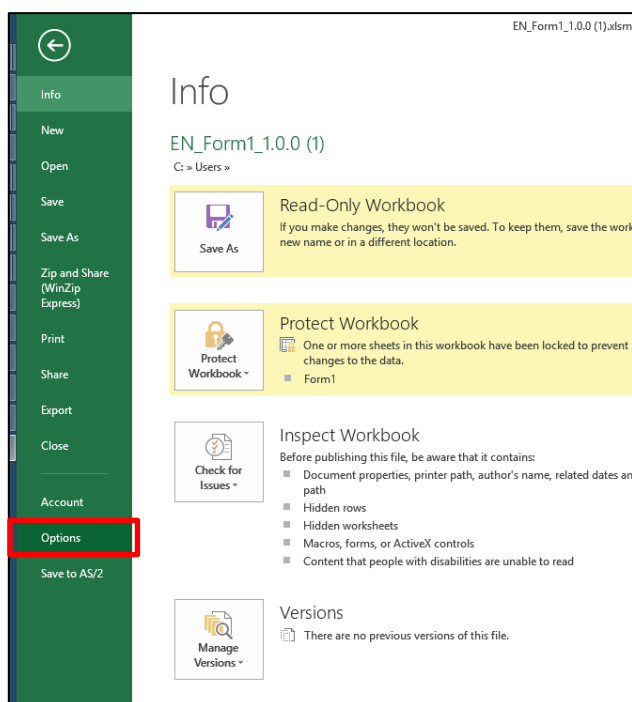 EN_Form1_1.0.0 (1).xlsm
Info
New
Open
Save
Save As
Zip and Share
(WinZip
Express)
Print
Share
Export
Close
Account
Options
Save to AS/2
Info
EN_Form1_1.0.0 (1)
C: » Users »
Save As
Read-Only Workbook
If you make changes, they won't be saved. To keep them, save the
new name or in a different location.
Protect
Workbook
Protect Workbook
One or more sheets in this workbook have been locked to prevent
changes to the data.
Form1
Check for
Issues
Inspect Workbook
Before publishing this file, be aware that it contains:
Document properties, printer path, author's name, related dates
path
Hidden rows
Hidden worksheets
Macros, forms, or ActiveX controls
Content that people with disabilities are unable to read
Manage
Versions
Versions
There are no previous versions of this file.